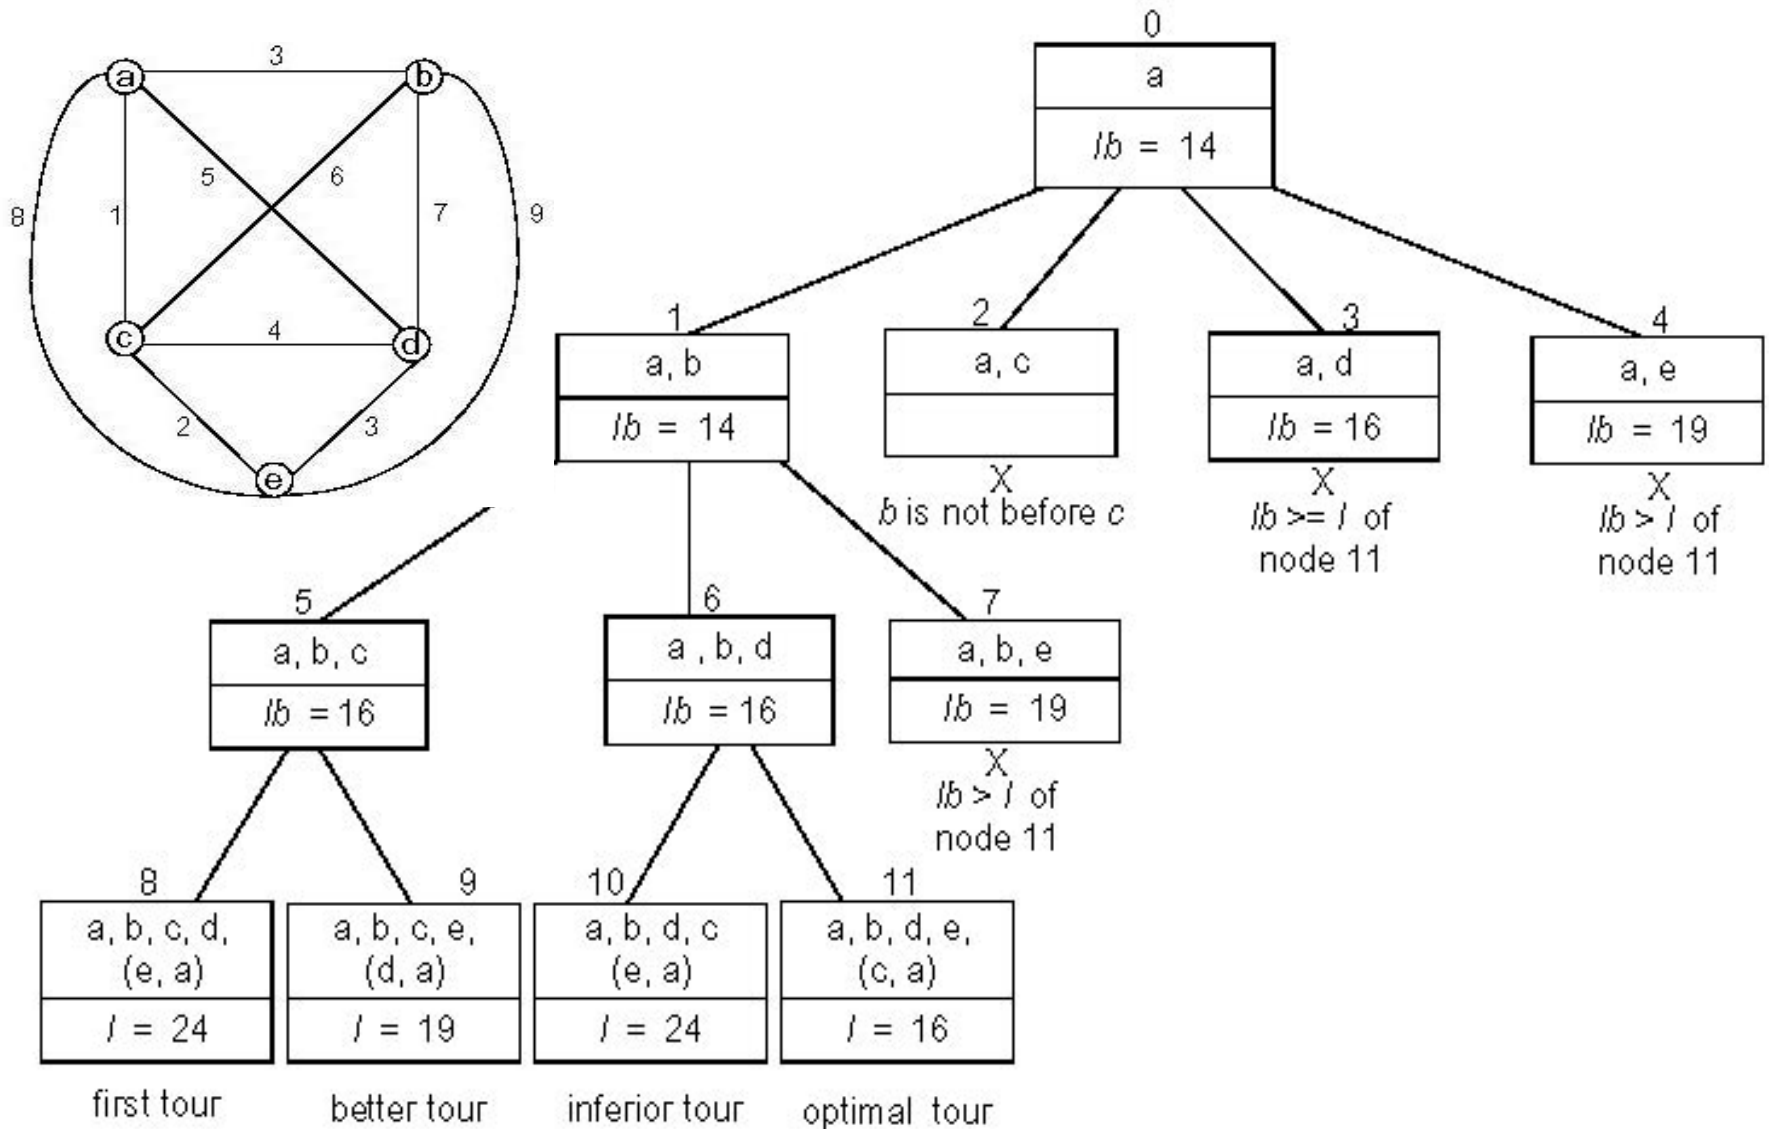 3
a
b
5
6
8
1
7
9
c
4
d
2
3
e
0
a
lb = 14
1
a, b
lb = 14
2
a, c
X
b is not before c
3
a, d
lb = 16
X
lb >= l of
node 11
4
a, e
lb = 19
X
lb > l of
node 11
5
a, b, c
lb = 16
6
a , b, d
lb = 16
7
a, b, e
lb = 19
X
lb > l of
node 11
8
a, b, c, d,
(e, a)
l = 24
first tour
9
a, b, c, e,
(d, a)
l = 19
better tour
10
a, b, d, c
(e, a)
l = 24
inferior tour
11
a, b, d, e,
(c, a)
l = 16
optimal tour